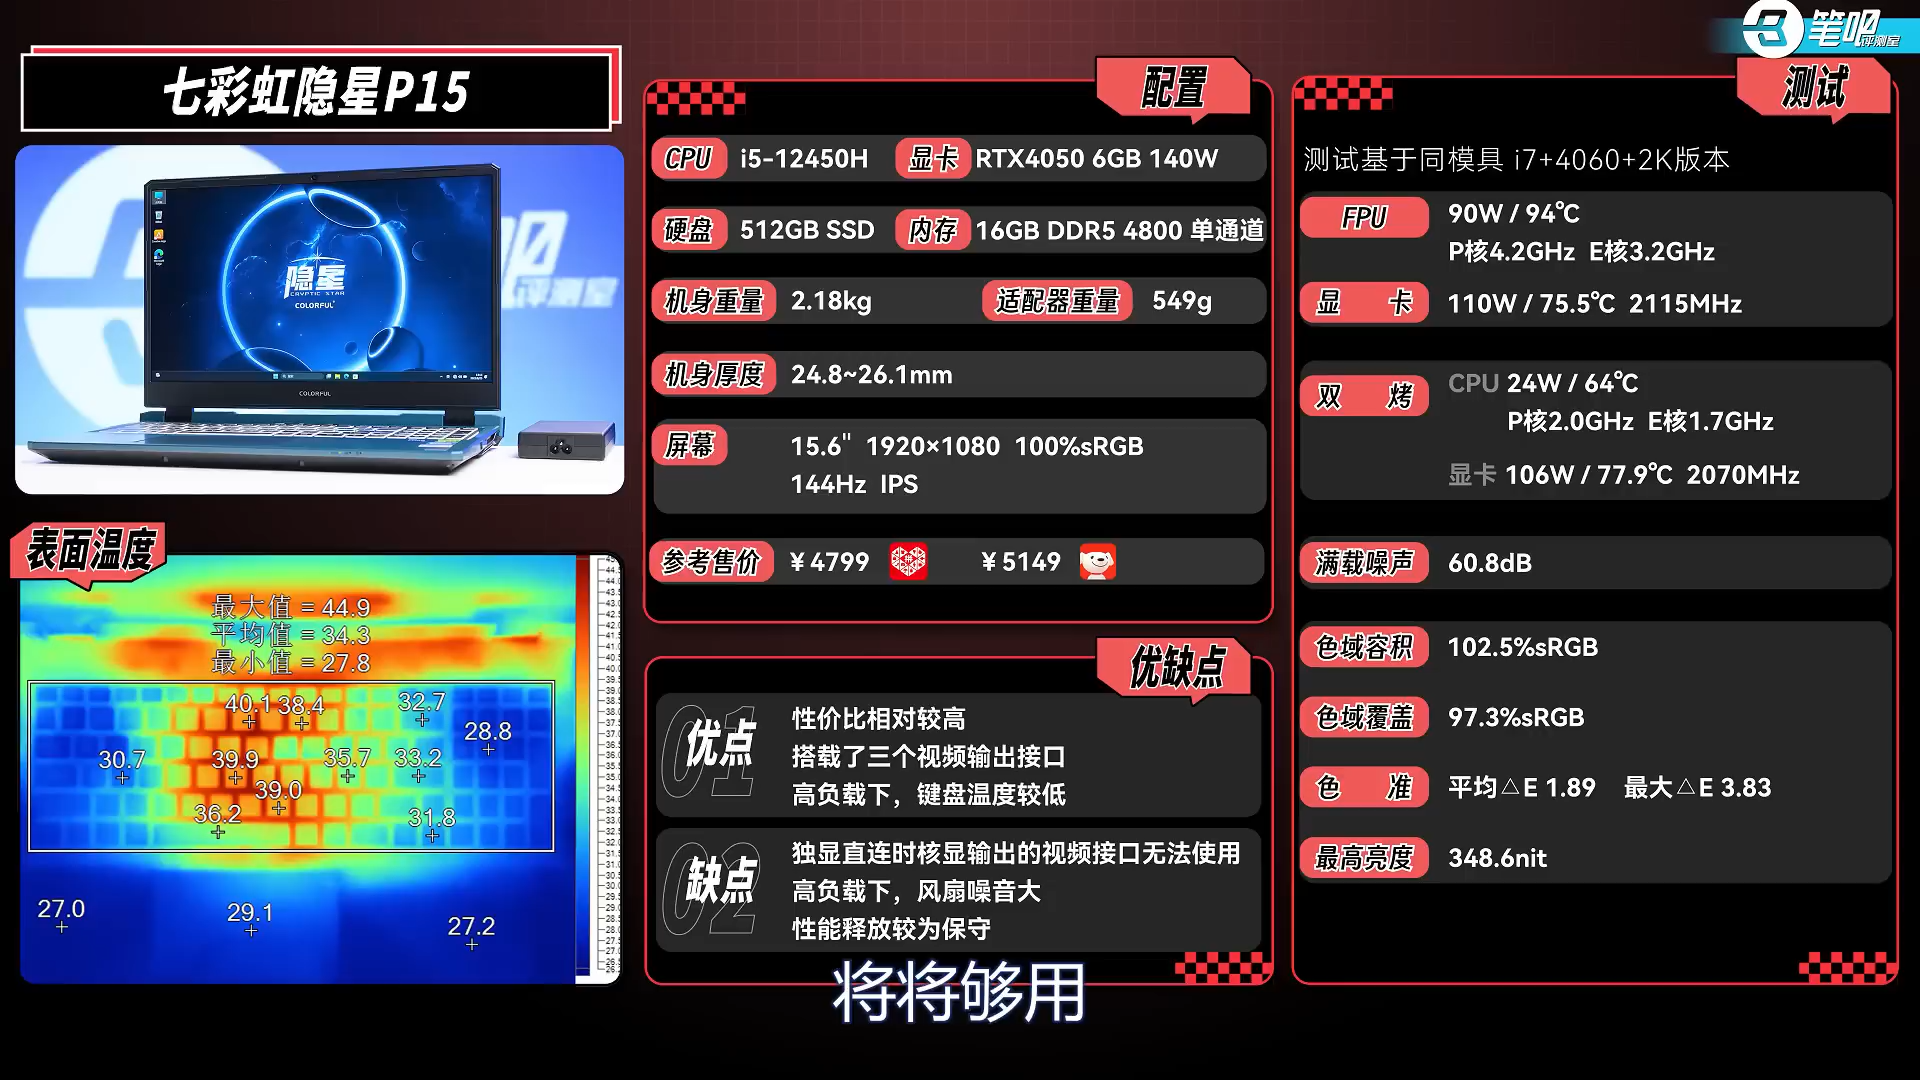 笔吧
评测室
七彩虹隐星P15
隐星
CRYPTIC XTAR
COLORFUL
COLORFUL
吧
评测室
表面温度
最大值 = 44.9
平均值 = 34.3
最小值 = 27.8
40.1 38.4 32.7
28.8
30.7 39.9 35.7 33.2
39.0
36.2 31.8
27.0 29.1 27.2
配置
CPU i5-12450H 显卡 RTX4050 6GB 140W
硬盘 512GB SSD 内存 16GB DDR5 4800 单通道
机身重量 2.18kg 适配器重量 549g
机身厚度 24.8~26.1mm
屏幕 15.6" 1920×1080 100%sRGB
144Hz IPS
参考售价 ¥4799 ¥5149
优缺点
01 优点
性价比相对较高
搭载了三个视频输出接口
高负载下，键盘温度较低
02 缺点
独显直连时核显输出的视频接口无法使用
高负载下，风扇噪音大
性能释放较为保守
测试
测试基于同模具 i7+4060+2K版本
FPU 90W / 94℃
P核4.2GHz E核3.2GHz
显卡 110W / 75.5℃ 2115MHz
双烤 CPU 24W / 64℃
P核2.0GHz E核1.7GHz
显卡 106W / 77.9℃ 2070MHz
满载噪声 60.8dB
色域容积 102.5%sRGB
色域覆盖 97.3%sRGB
色准 平均△E 1.89 最大△E 3.83
最高亮度 348.6nit
将将够用